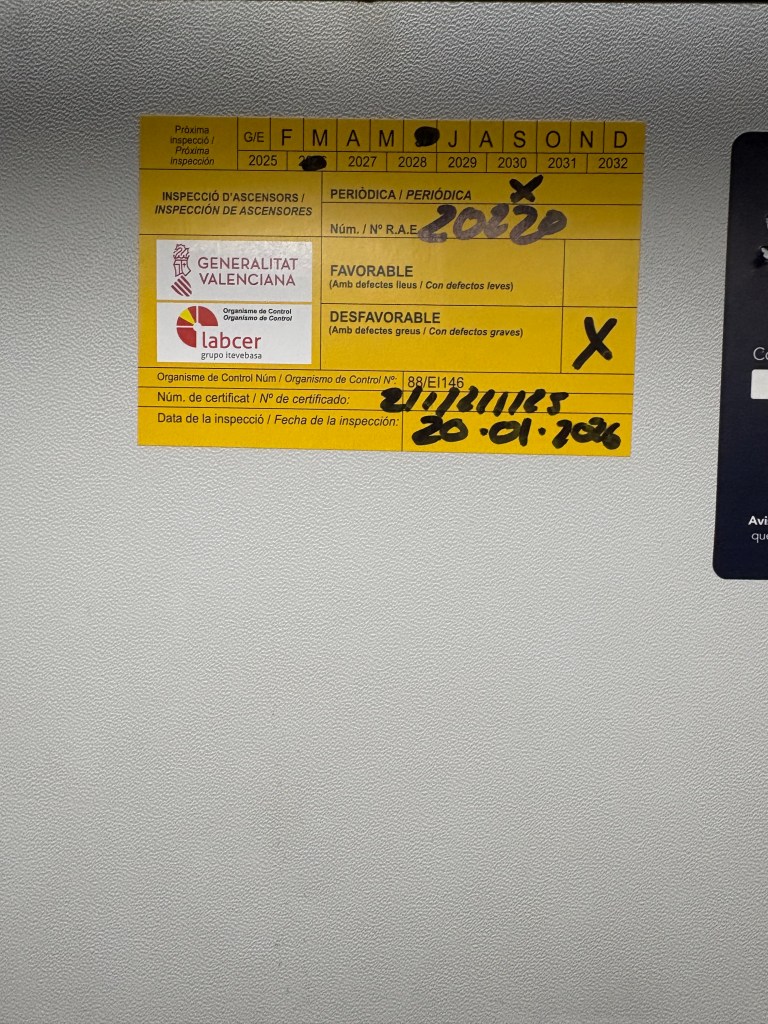 Pròxima
inspecció /
Próxima
inspección
G/E F M A M J A S O N D
2025 2027 2028 2029 2030 2031 2032
INSPECCIÓ D'ASCENSORS /
INSPECCIÓN DE ASCENSORES
PERIÒDICA / PERIÓDICA X
Núm. / Nº R.A.E.
GENERALITAT
VALENCIANA
FAVORABLE
(Amb defectes lleus / Con defectos leves)
Organisme de Control
Organismo de Control
labcer
grupo itevebasa
DESFAVORABLE
(Amb defectes greus / Con defectos graves) X
Organisme de Control Núm / Organismo de Control Nº: 88/EI146
Núm. de certificat / Nº de certificado:
Data de la inspecció / Fecha de la inspección: 20·01·2026
Avi